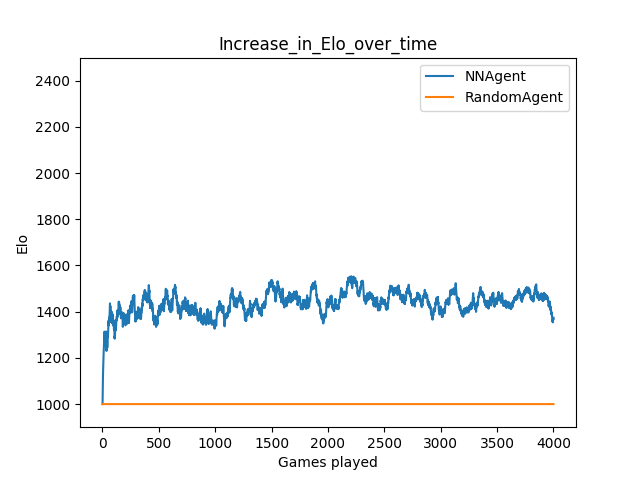 Increase_in_Elo_over_time
NNAgent
RandomAgent
2400
2200
2000
1800
1600
1400
1200
1000
Elo
0 500 1000 1500 2000 2500 3000 3500 4000
Games played